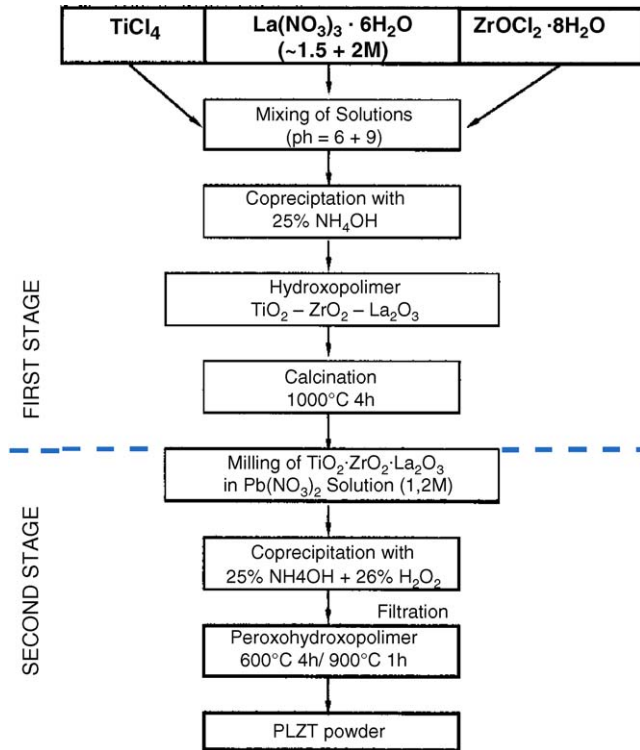 TiCl₄
La(NO₃)₃ · 6H₂O
(~1.5 + 2M)
ZrOCl₂ ·8H₂O
Mixing of Solutions
(ph = 6 + 9)
Copreciptation with
25% NH₄OH
Hydroxopolimer
TiO₂ – ZrO₂ – La₂O₃
Calcination
1000°C 4h
FIRST STAGE
Milling of TiO₂·ZrO₂·La₂O₃
in Pb(NO₃)₂ Solution (1,2M)
Coprecipitation with
25% NH4OH + 26% H₂O₂
Filtration
Peroxohydroxopolimer
600°C 4h/ 900°C 1h
SECOND STAGE
PLZT powder